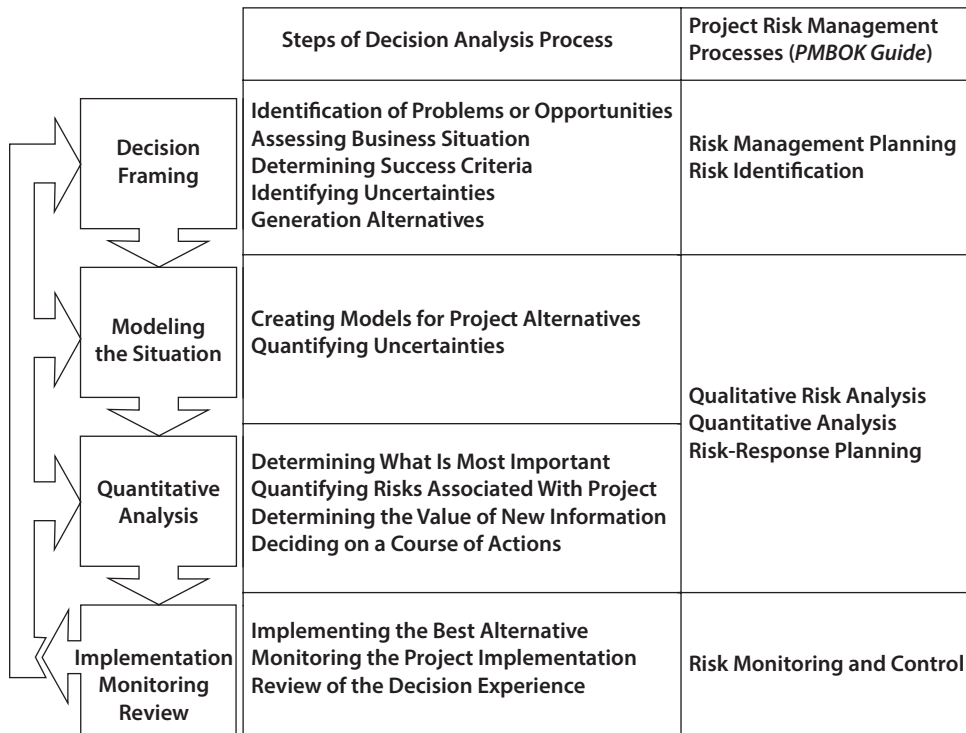 Steps of Decision Analysis Process
Project Risk Management
Processes (PMBOK Guide)
Decision
Framing
Identification of Problems or Opportunities
Assessing Business Situation
Determining Success Criteria
Identifying Uncertainties
Generation Alternatives
Risk Management Planning
Risk Identification
Modeling
the Situation
Creating Models for Project Alternatives
Quantifying Uncertainties
Qualitative Risk Analysis
Quantitative Analysis
Risk-Response Planning
Quantitative
Analysis
Determining What Is Most Important
Quantifying Risks Associated With Project
Determining the Value of New Information
Deciding on a Course of Actions
Implementation
Monitoring
Review
Implementing the Best Alternative
Monitoring the Project Implementation
Review of the Decision Experience
Risk Monitoring and Control